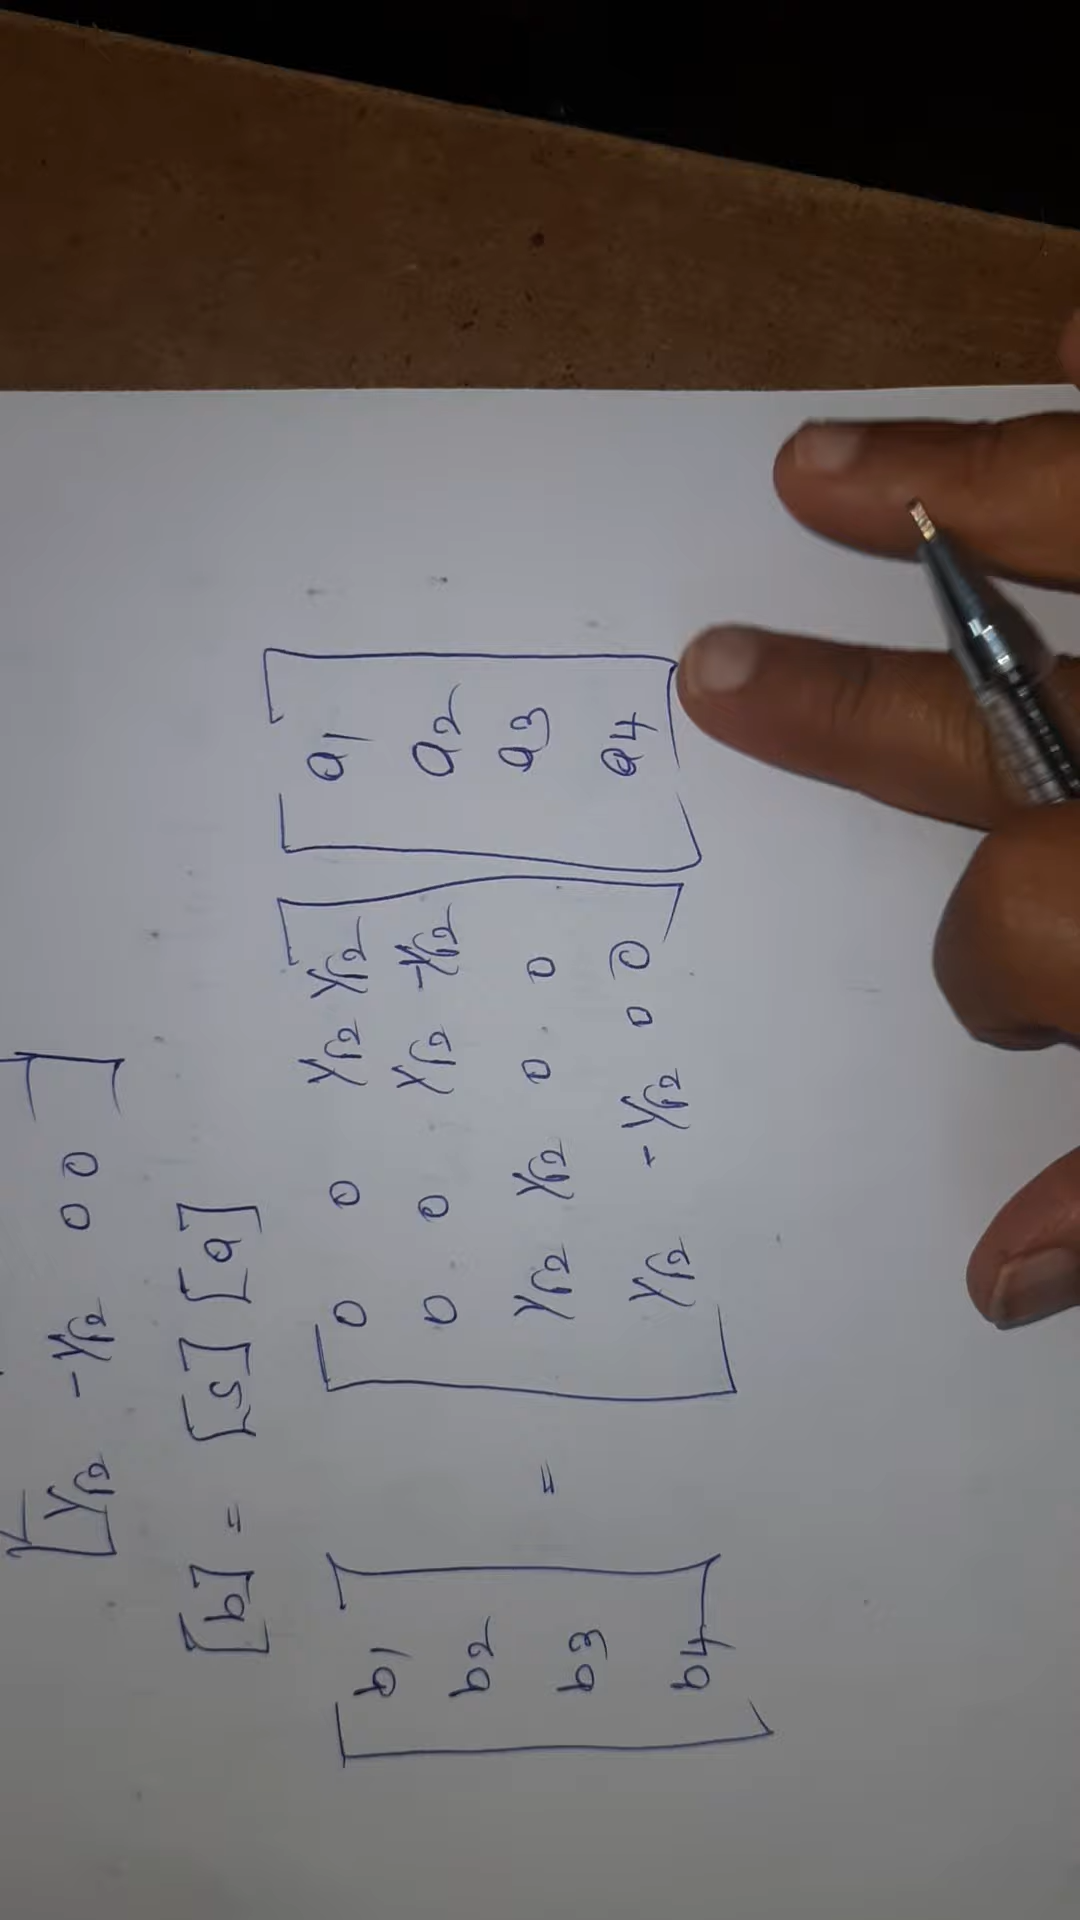 [1/√2 -1/√2 0 0]
[b] = [S] [a]
[b1 b2 b3 b4] = [0 0 1/√2 1/√2
0 0 1/√2 -1/√2
1/√2 1/√2 0 0
1/√2 -1/√2 0 0] [a1 a2 a3 a4]